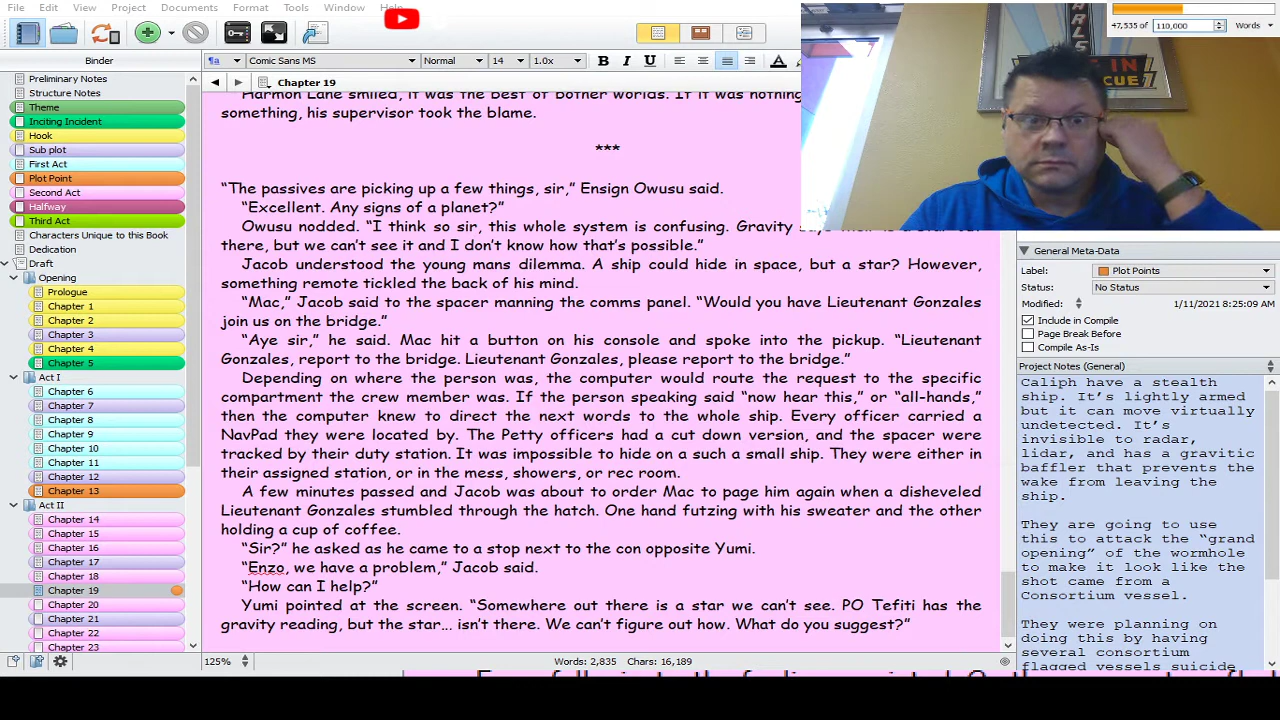 File Edit View Project Documents Format Tools Window Help
47,535 of 110,000 Words
Binder
Comic Sans MS Normal 14 1.0x B I U A
Preliminary Notes
Structure Notes
Theme
Inciting Incident
Hook
Sub plot
First Act
Plot Point
Second Act
Halfway
Third Act
Characters Unique to this Book
Dedication
Draft
Opening
Prologue
Chapter 1
Chapter 2
Chapter 3
Chapter 4
Chapter 5
Act I
Chapter 6
Chapter 7
Chapter 8
Chapter 9
Chapter 10
Chapter 11
Chapter 12
Chapter 13
Act II
Chapter 14
Chapter 15
Chapter 16
Chapter 17
Chapter 18
Chapter 19
Chapter 20
Chapter 21
Chapter 22
Chapter 23
Chapter 19
Harmon Lane smiled, it was the best of bother worlds. If it was nothing
something, his supervisor took the blame.
***
“The passives are picking up a few things, sir,” Ensign Owusu said.
“Excellent. Any signs of a planet?”
Owusu nodded. “I think so sir, this whole system is confusing. Gravity
there, but we can’t see it and I don’t know how that’s possible.”
Jacob understood the young mans dilemma. A ship could hide in space, but a star? However,
something remote tickled the back of his mind.
“Mac,” Jacob said to the spacer manning the comms panel. “Would you have Lieutenant Gonzales
join us on the bridge.”
“Aye sir,” he said. Mac hit a button on his console and spoke into the pickup. “Lieutenant
Gonzales, report to the bridge. Lieutenant Gonzales, please report to the bridge.”
Depending on where the person was, the computer would route the request to the specific
compartment the crew member was. If the person speaking said “now hear this,” or “all-hands,”
then the computer knew to direct the next words to the whole ship. Every officer carried a
NavPad they were located by. The Petty officers had a cut down version, and the spacer were
tracked by their duty station. It was impossible to hide on a such a small ship. They were either in
their assigned station, or in the mess, showers, or rec room.
A few minutes passed and Jacob was about to order Mac to page him again when a disheveled
Lieutenant Gonzales stumbled through the hatch. One hand futzing with his sweater and the other
holding a cup of coffee.
“Sir?” he asked as he came to a stop next to the con opposite Yumi.
“Enzo, we have a problem,” Jacob said.
“How can I help?”
Yumi pointed at the screen. “Somewhere out there is a star we can’t see. PO Tefiti has the
gravity reading, but the star... isn’t there. We can’t figure out how. What do you suggest?”
125% Words: 2,835 Chars: 16,189
General Meta-Data
Label: Plot Points
Status: No Status
Modified: 1/11/2021 8:25:09 AM
Include in Compile
Page Break Before
Compile As-Is
Project Notes (General)
Caliph have a stealth
ship. It’s lightly armed
but it can move virtually
undetected. It’s
invisible to radar,
lidar, and has a gravitic
baffler that prevents the
wake from leaving the
ship.
They are going to use
this to attack the “grand
opening” of the wormhole
to make it look like the
shot came from a
Consortium vessel.
They were planning on
doing this by having
several consortium
flagged vessels suicide